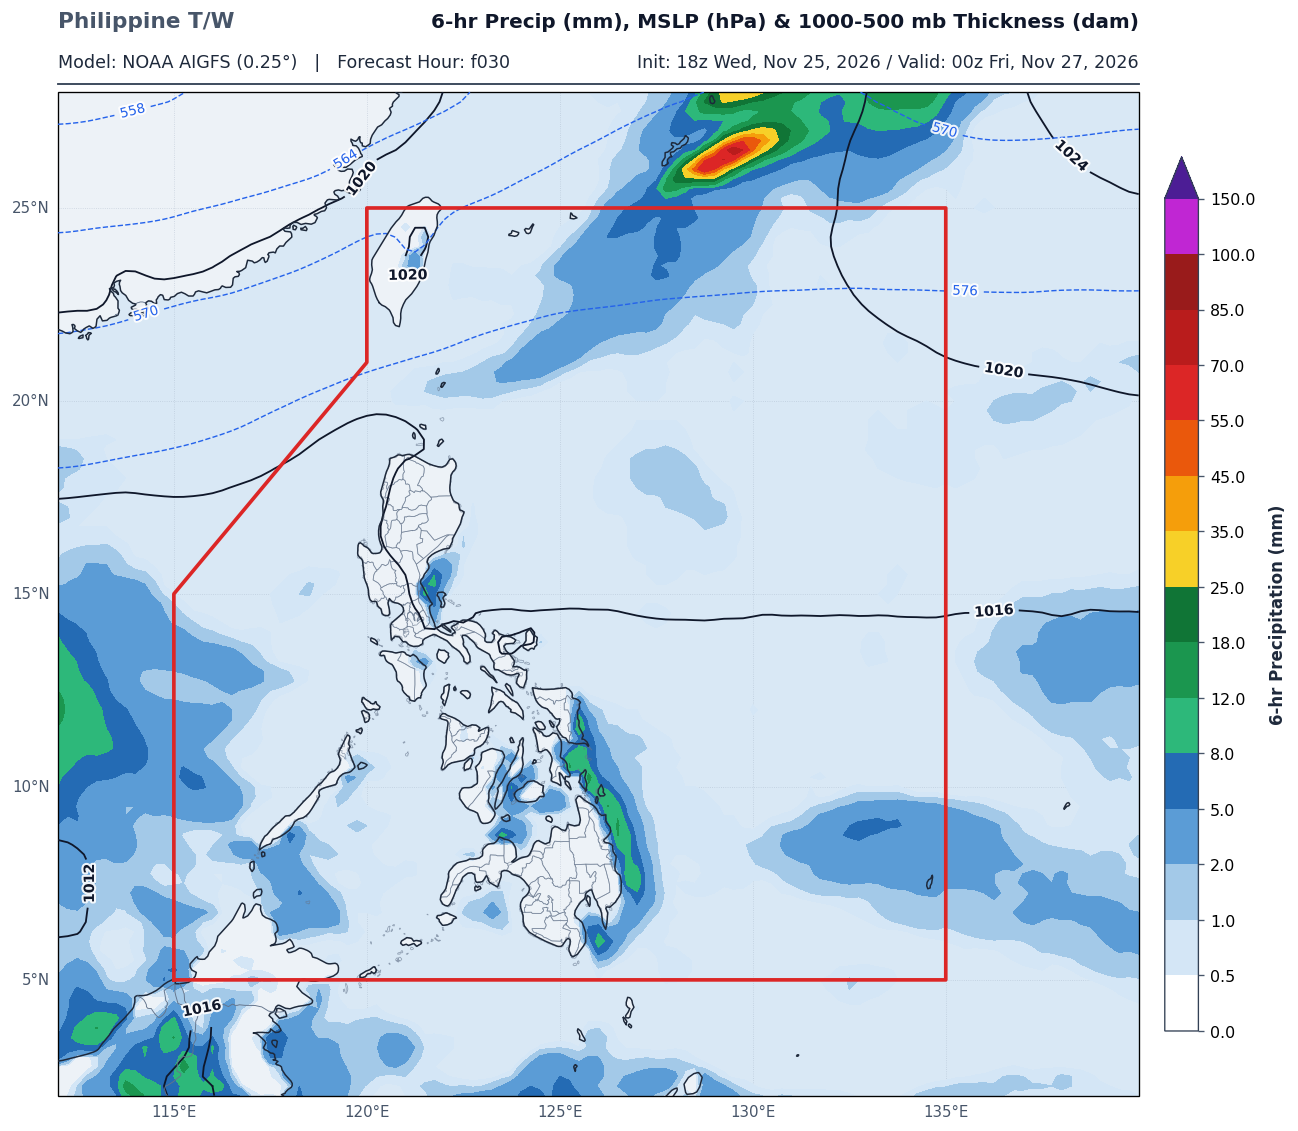 Philippine T/W
6-hr Precip (mm), MSLP (hPa) & 1000-500 mb Thickness (dam)
Model: NOAA AIGFS (0.25°)   |   Forecast Hour: f030
Init: 18z Wed, Nov 25, 2026 / Valid: 00z Fri, Nov 27, 2026
558
564
1020
570
1024
1020
570
576
1020
1016
1012
1016
25°N
20°N
15°N
10°N
5°N
115°E
120°E
125°E
130°E
135°E
150.0
100.0
85.0
70.0
55.0
45.0
35.0
25.0
18.0
12.0
8.0
5.0
2.0
1.0
0.5
0.0
6-hr Precipitation (mm)